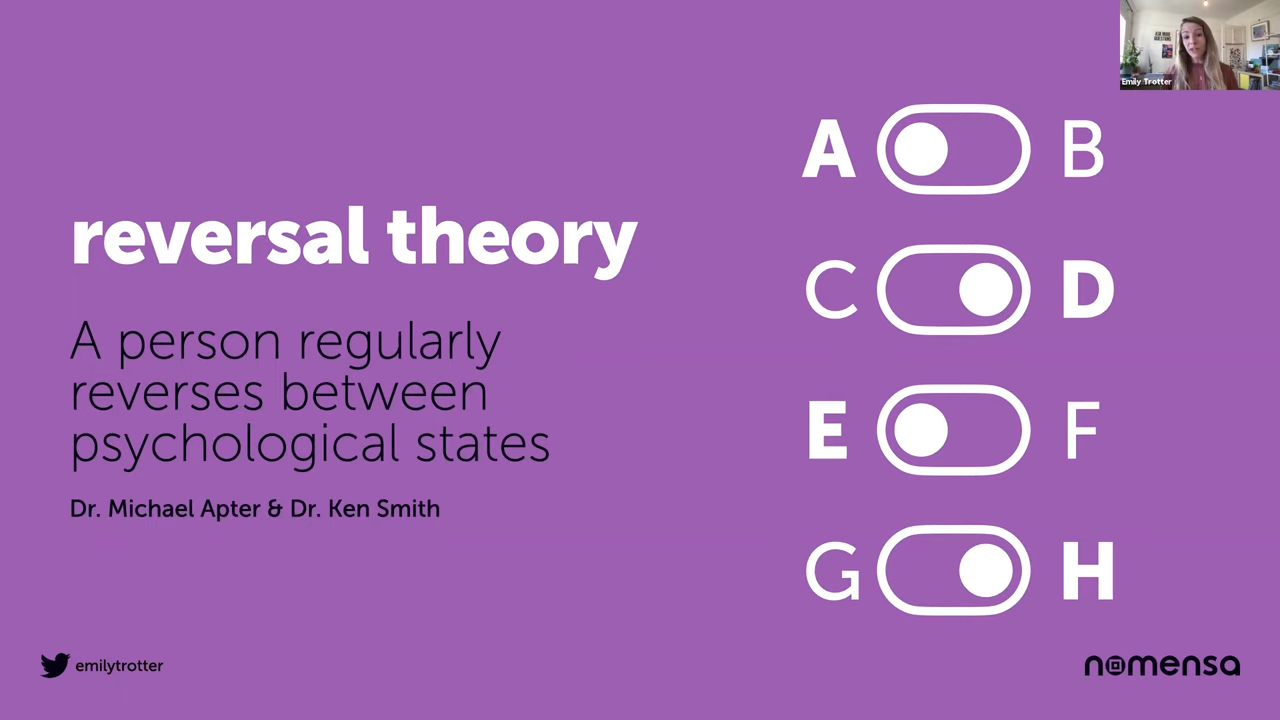 Emily Trotter
A B
reversal theory
C D
A person regularly
reverses between
psychological states
E F
Dr. Michael Apter & Dr. Ken Smith
G H
emilytrotter
nomensa